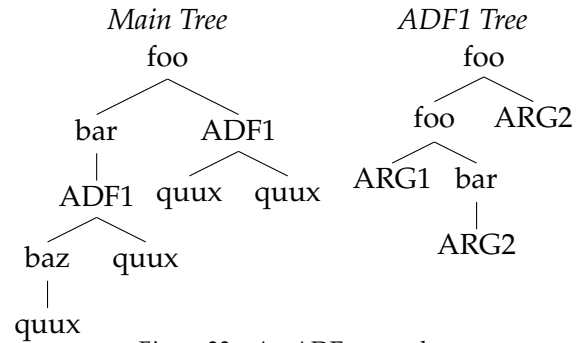 Main Tree ADF1 Tree
foo foo
bar ADF1 foo ARG2
ADF1 quux quux ARG1 bar
baz quux ARG2
quux